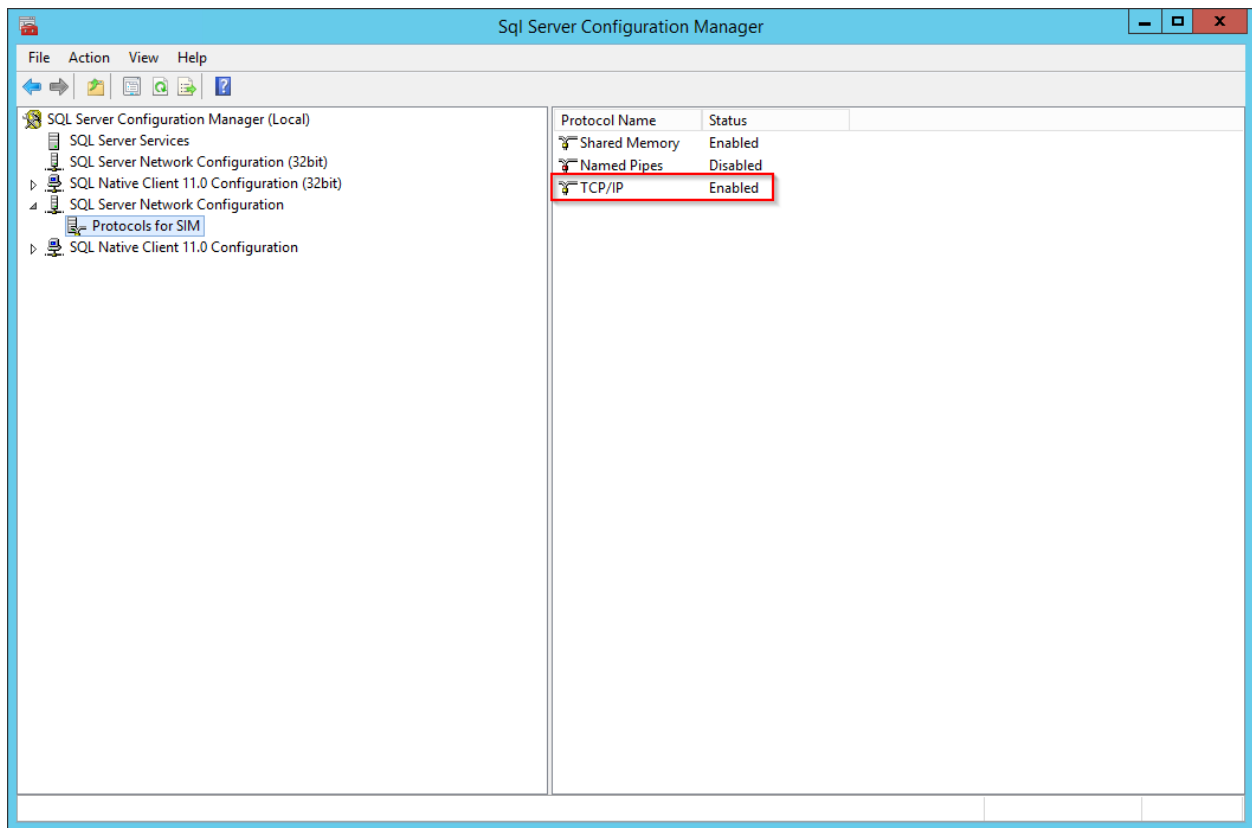 Sql Server Configuration Manager
File Action View Help
SQL Server Configuration Manager (Local)
SQL Server Services
SQL Server Network Configuration (32bit)
SQL Native Client 11.0 Configuration (32bit)
SQL Server Network Configuration
Protocols for SIM
SQL Native Client 11.0 Configuration
Protocol Name Status
Shared Memory Enabled
Named Pipes Disabled
TCP/IP Enabled